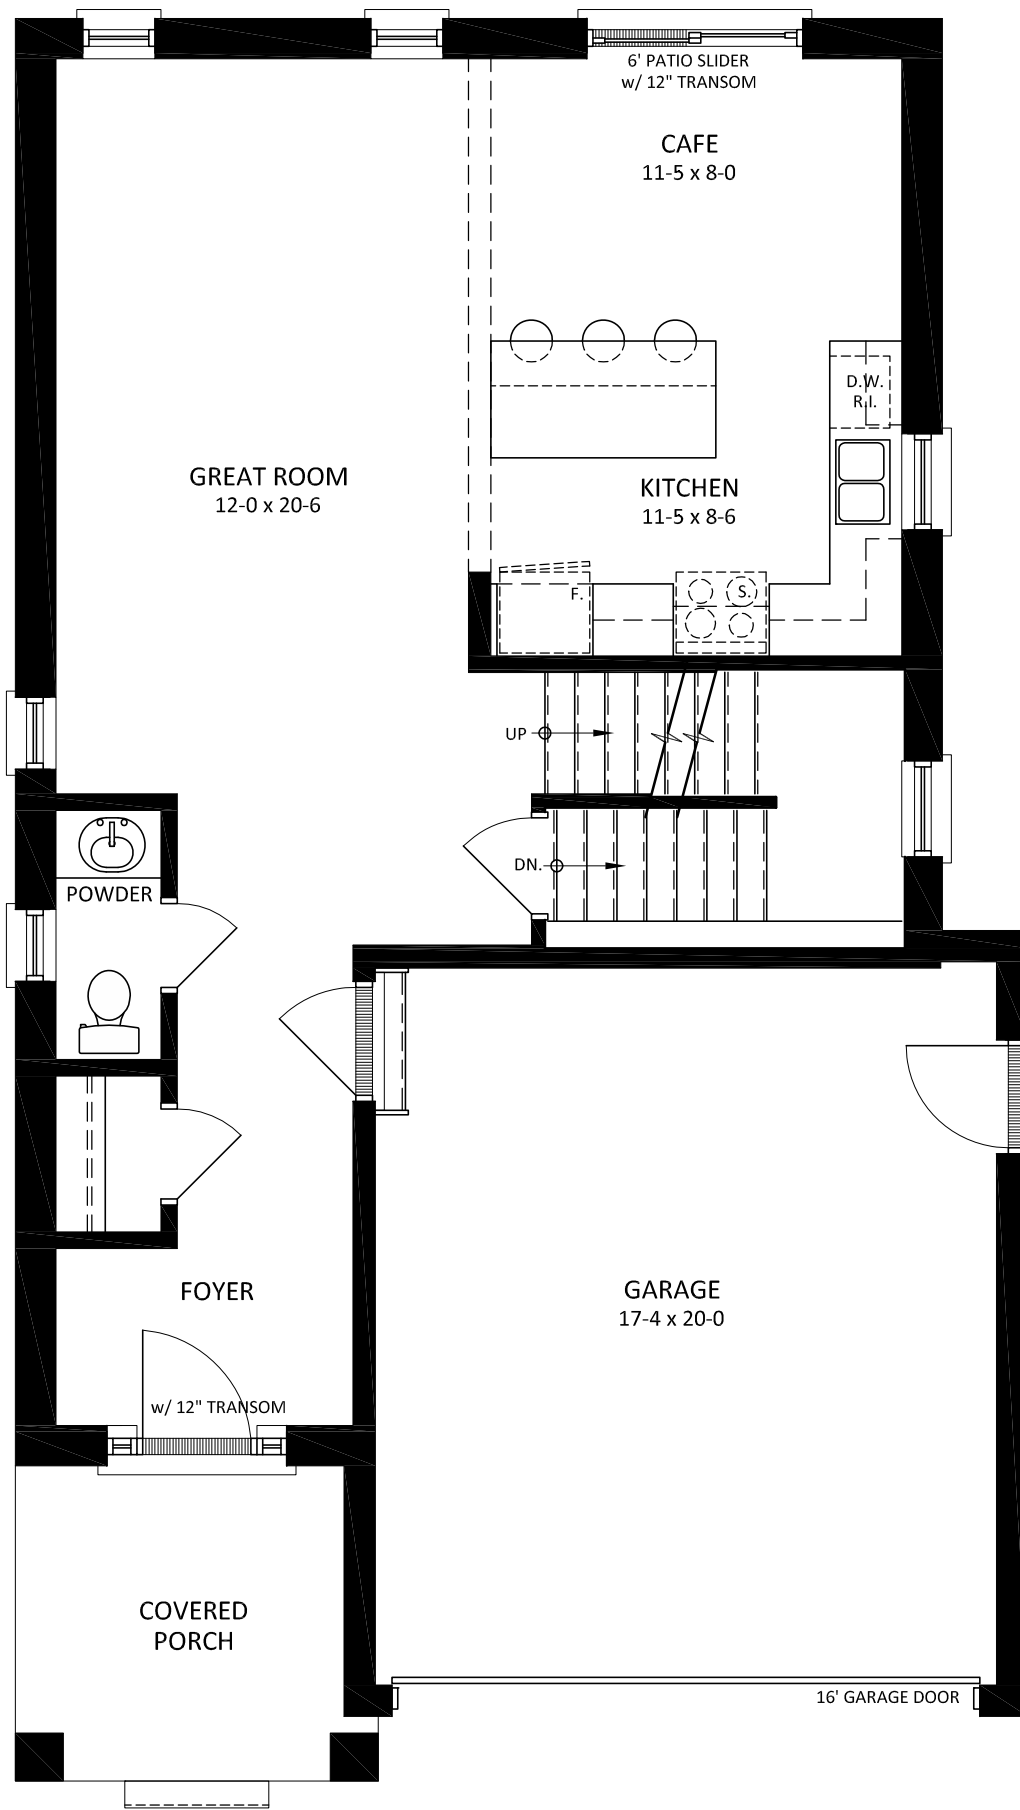 6' PATIO SLIDER
w/ 12" TRANSOM
CAFE
11-5 x 8-0
D.W.
R.I.
GREAT ROOM
12-0 x 20-6
KITCHEN
11-5 x 8-6
F.
S.
UP
DN.
POWDER
FOYER
w/ 12" TRANSOM
GARAGE
17-4 x 20-0
COVERED
PORCH
16' GARAGE DOOR